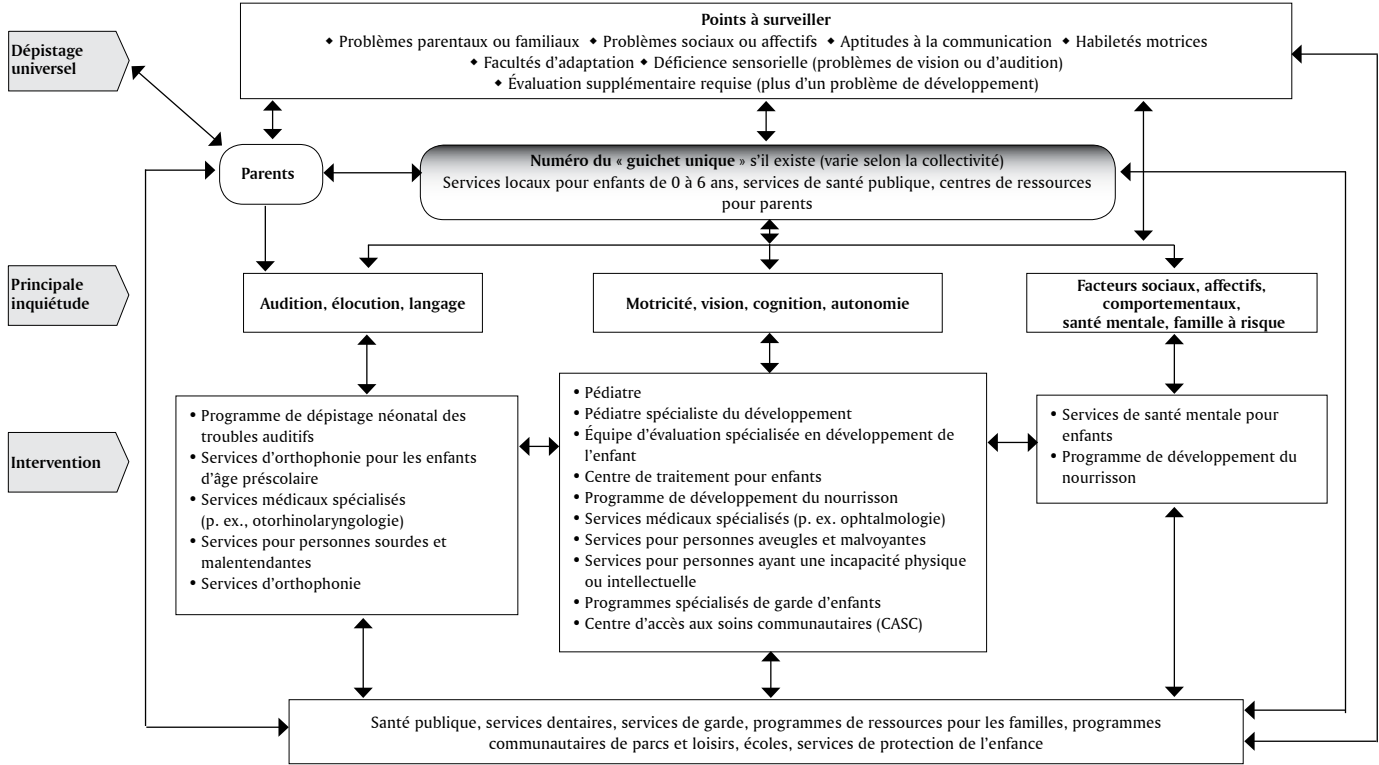 Points à surveiller
◆ Problèmes parentaux ou familiaux ◆ Problèmes sociaux ou affectifs ◆ Aptitudes à la communication ◆ Habiletés motrices
◆ Facultés d’adaptation ◆ Déficience sensorielle (problèmes de vision ou d’audition)
◆ Évaluation supplémentaire requise (plus d’un problème de développement)
Dépistage
universel
Parents
Numéro du « guichet unique » s’il existe (varie selon la collectivité)
Services locaux pour enfants de 0 à 6 ans, services de santé publique, centres de ressources
pour parents
Principale
inquiétude
Audition, élocution, langage
Motricité, vision, cognition, autonomie
Facteurs sociaux, affectifs,
comportementaux,
santé mentale, famille à risque
Intervention
• Programme de dépistage néonatal des
troubles auditifs
• Services d’orthophonie pour les enfants
d’âge préscolaire
• Services médicaux spécialisés
(p. ex., otorhinolaryngologie)
• Services pour personnes sourdes et
malentendantes
• Services d’orthophonie
• Pédiatre
• Pédiatre spécialiste du développement
• Équipe d’évaluation spécialisée en développement de
l’enfant
• Centre de traitement pour enfants
• Programme de développement du nourrisson
• Services médicaux spécialisés (p. ex. ophtalmologie)
• Services pour personnes aveugles et malvoyantes
• Services pour personnes ayant une incapacité physique
ou intellectuelle
• Programmes spécialisés de garde d’enfants
• Centre d’accès aux soins communautaires (CASC)
• Services de santé mentale pour
enfants
• Programme de développement du
nourrisson
Santé publique, services dentaires, services de garde, programmes de ressources pour les familles, programmes
communautaires de parcs et loisirs, écoles, services de protection de l’enfance